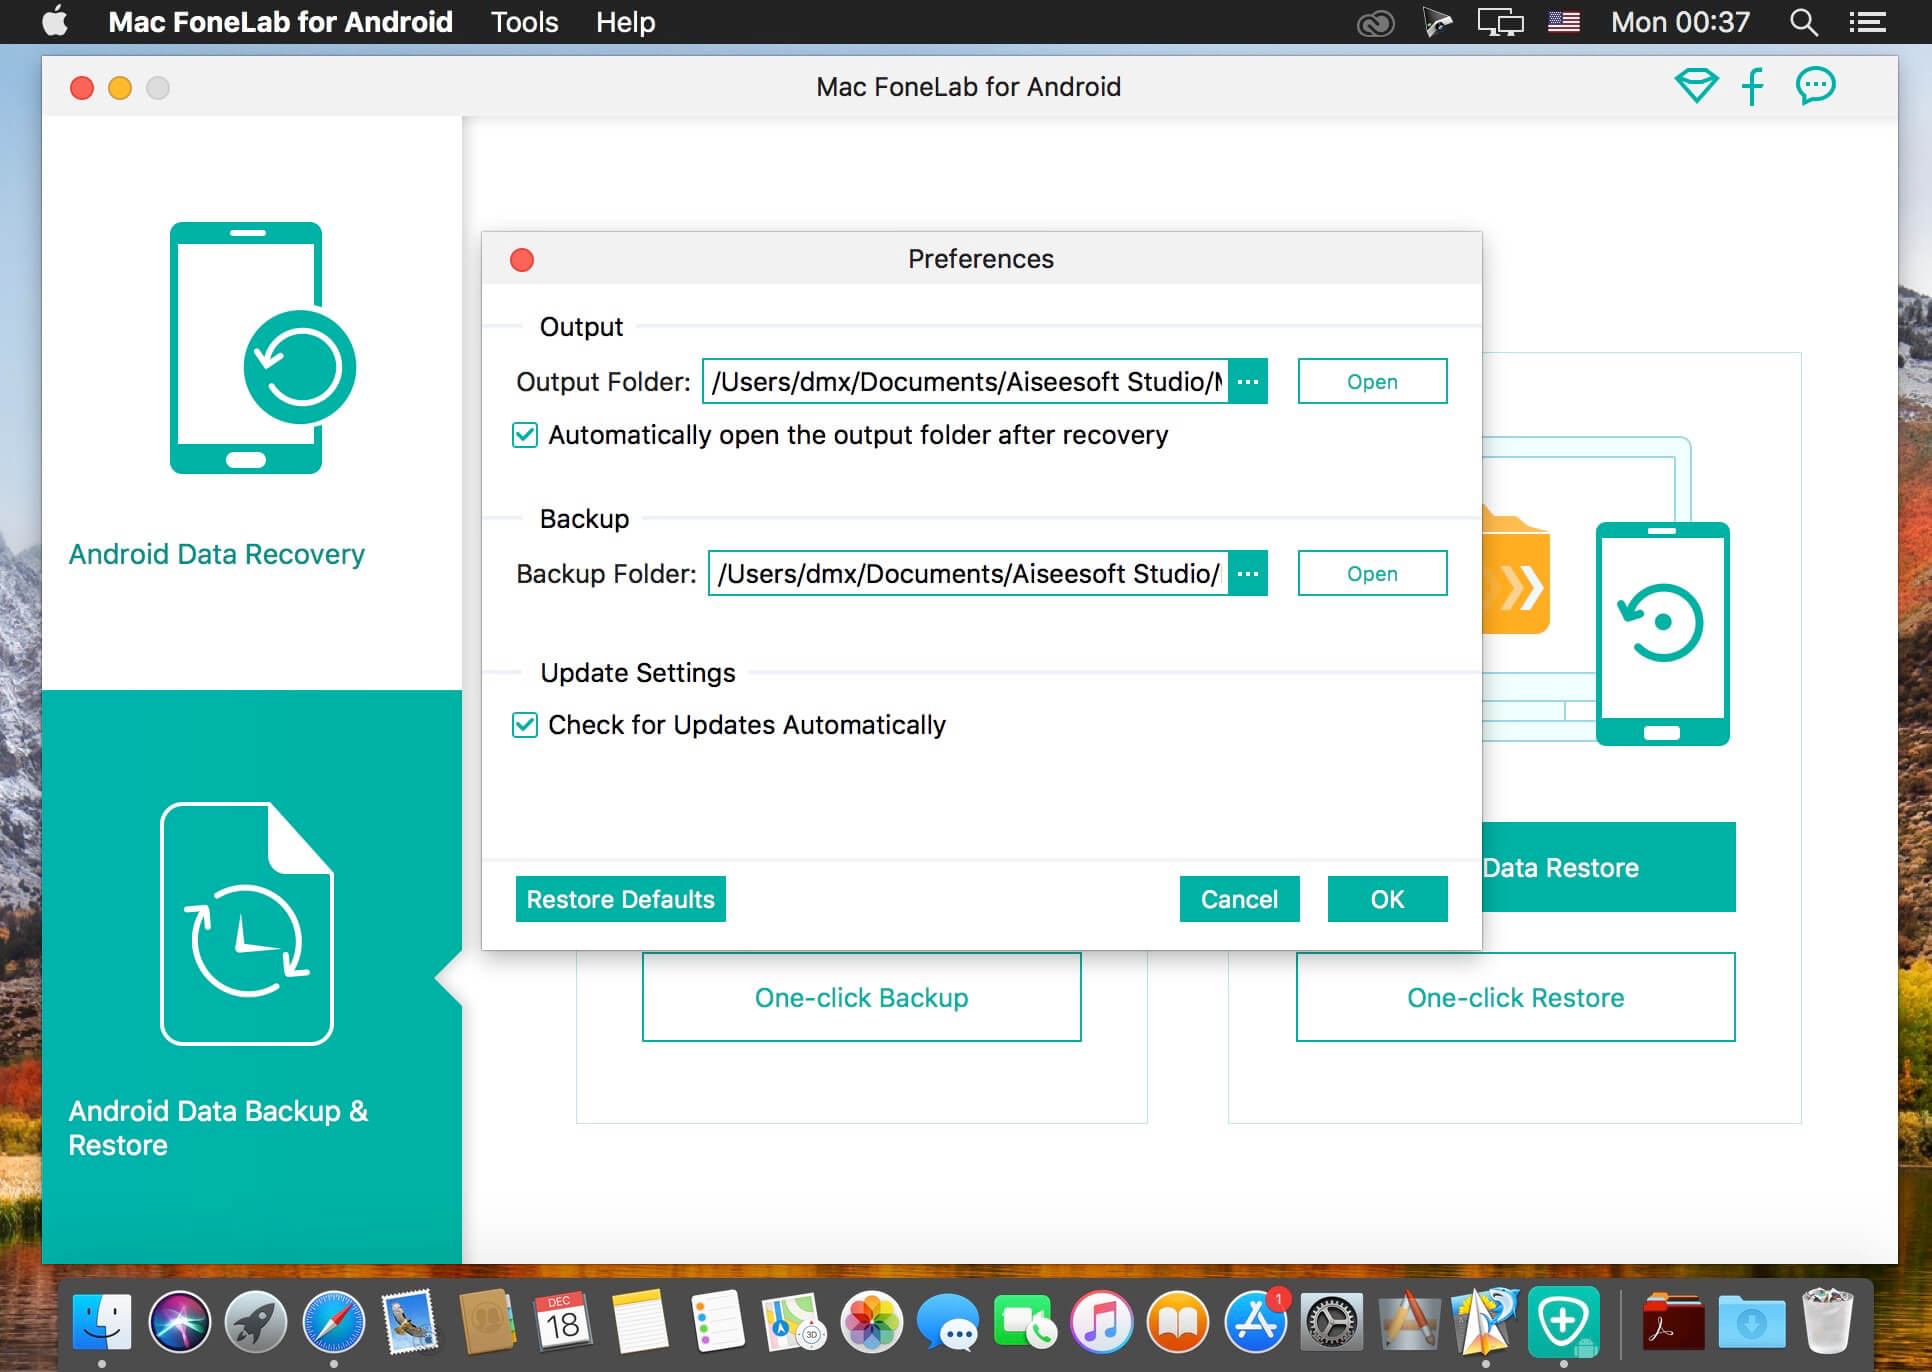 Mac FoneLab for Android Tools Help Mon 00:37
Mac FoneLab for Android
Android Data Recovery
Android Data Backup &
Restore
Preferences
Output
Output Folder: /Users/dmx/Documents/Aiseesoft Studio/M ... Open
Automatically open the output folder after recovery
Backup
Backup Folder: /Users/dmx/Documents/Aiseesoft Studio/ ... Open
Update Settings
Check for Updates Automatically
Restore Defaults Cancel OK
Data Restore
One-click Backup One-click Restore
DEC
18
3D
1